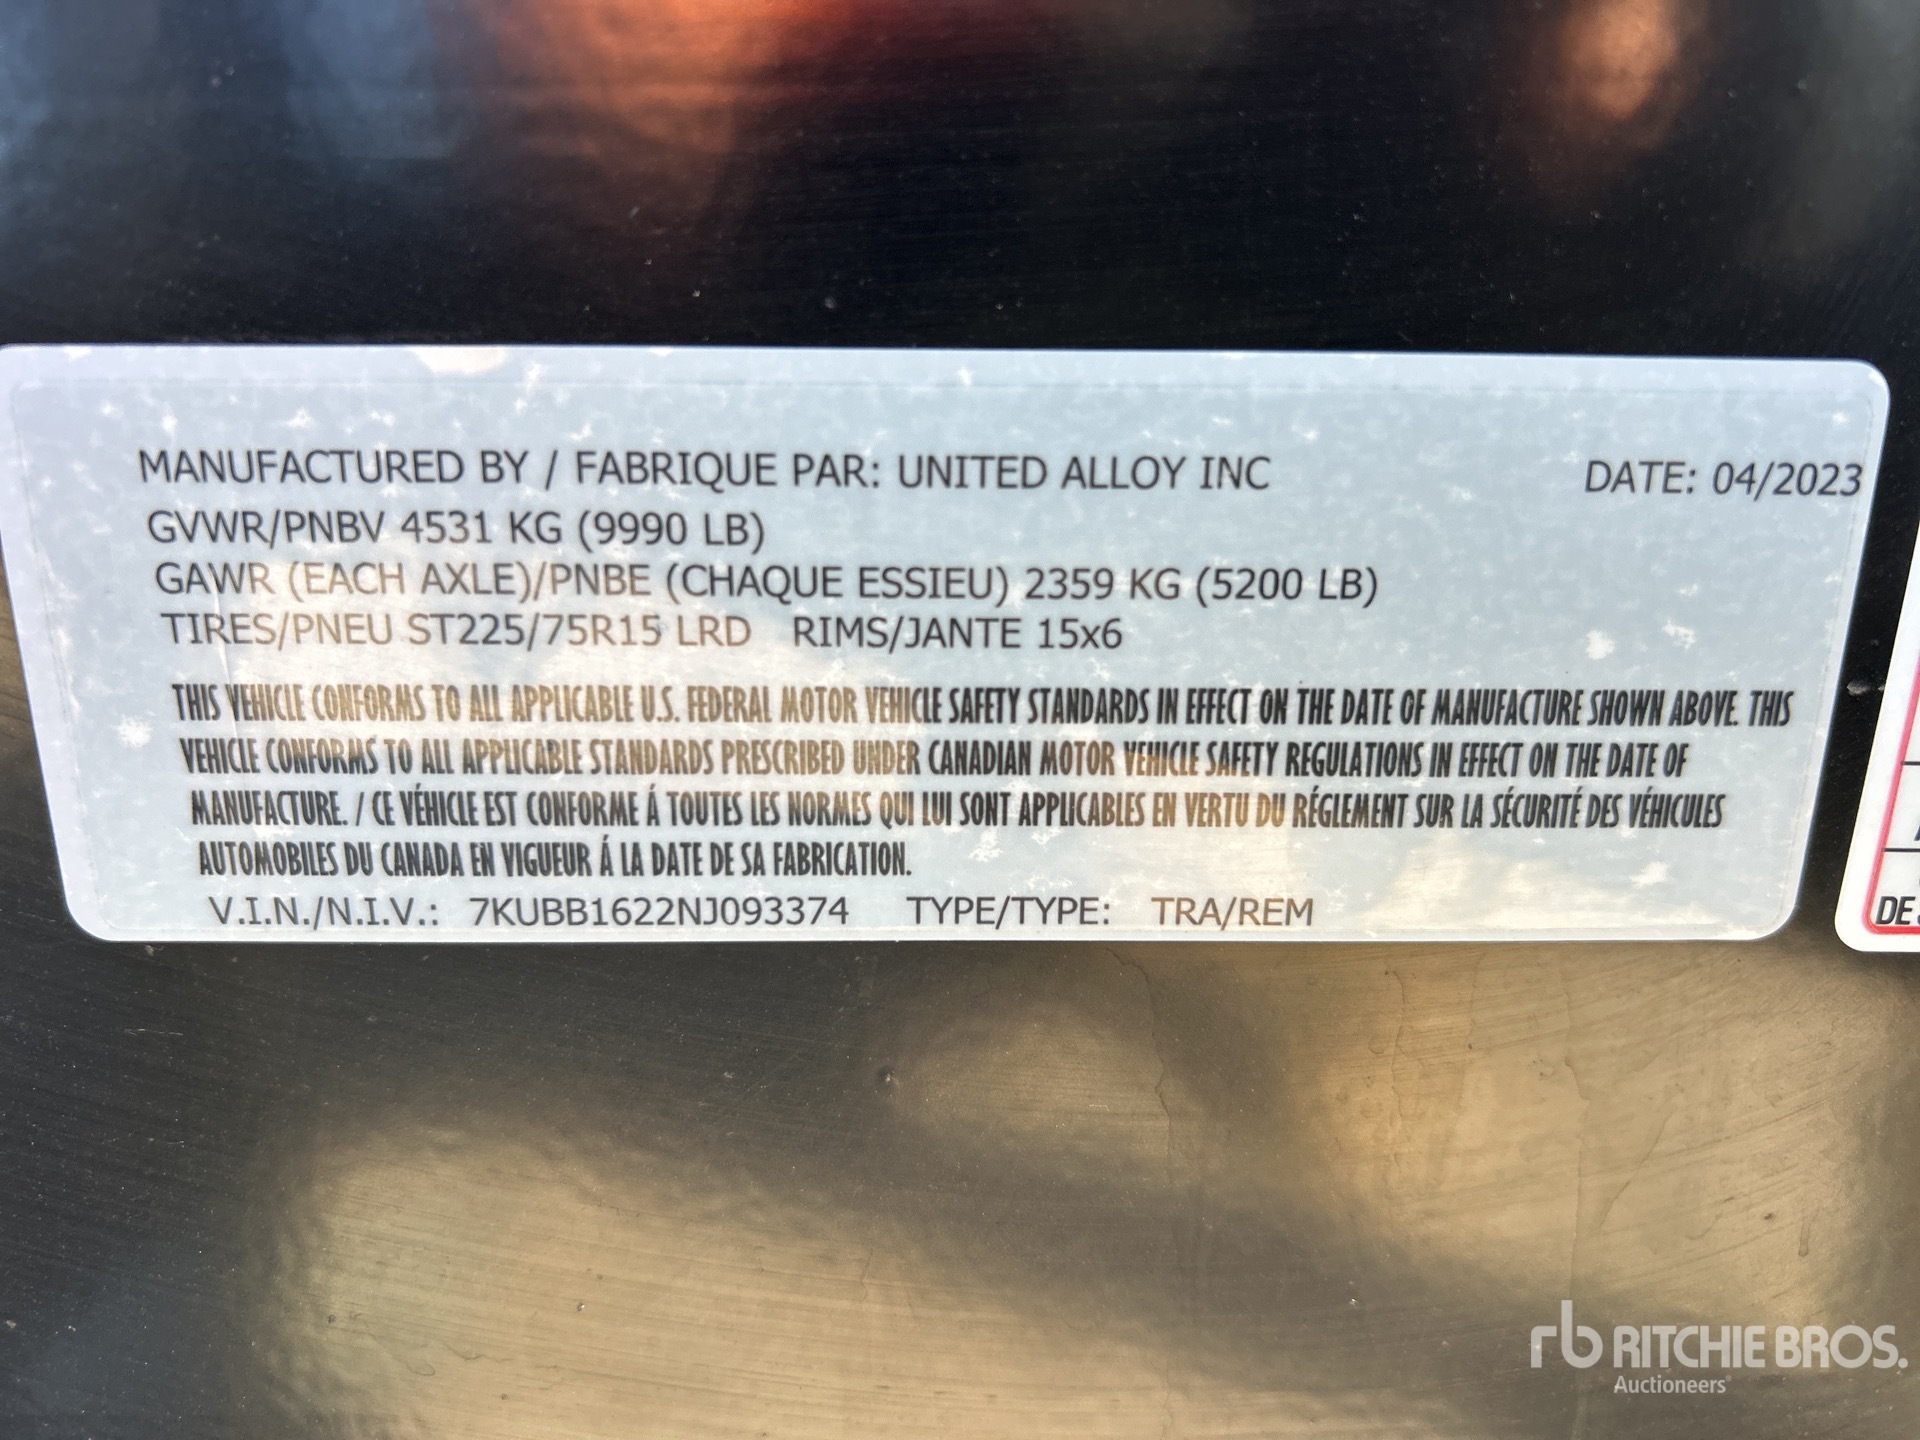 MANUFACTURED BY / FABRIQUE PAR: UNITED ALLOY INC DATE: 04/2023
GVWR/PNBV 4531 KG (9990 LB)
GAWR (EACH AXLE)/PNBE (CHAQUE ESSIEU) 2359 KG (5200 LB)
TIRES/PNEU ST225/75R15 LRD RIMS/JANTE 15x6
THIS VEHICLE CONFORMS TO ALL APPLICABLE U.S. FEDERAL MOTOR VEHICLE SAFETY STANDARDS IN EFFECT ON THE DATE OF MANUFACTURE SHOWN ABOVE. THIS
VEHICLE CONFORMS TO ALL APPLICABLE STANDARDS PRESCRIBED UNDER CANADIAN MOTOR VEHICLE SAFETY REGULATIONS IN EFFECT ON THE DATE OF
MANUFACTURE. / CE VÉHICLE EST CONFORME Á TOUTES LES NORMES QUI LUI SONT APPLICABLES EN VERTU DU RÉGLEMENT SUR LA SÉCURITÉ DES VÉHICULES
AUTOMOBILES DU CANADA EN VIGUEUR Á LA DATE DE SA FABRICATION.
V.I.N./N.I.V.: 7KUBB1622NJ093374 TYPE/TYPE: TRA/REM
DE
rb RITCHIE BROS.
Auctioneers